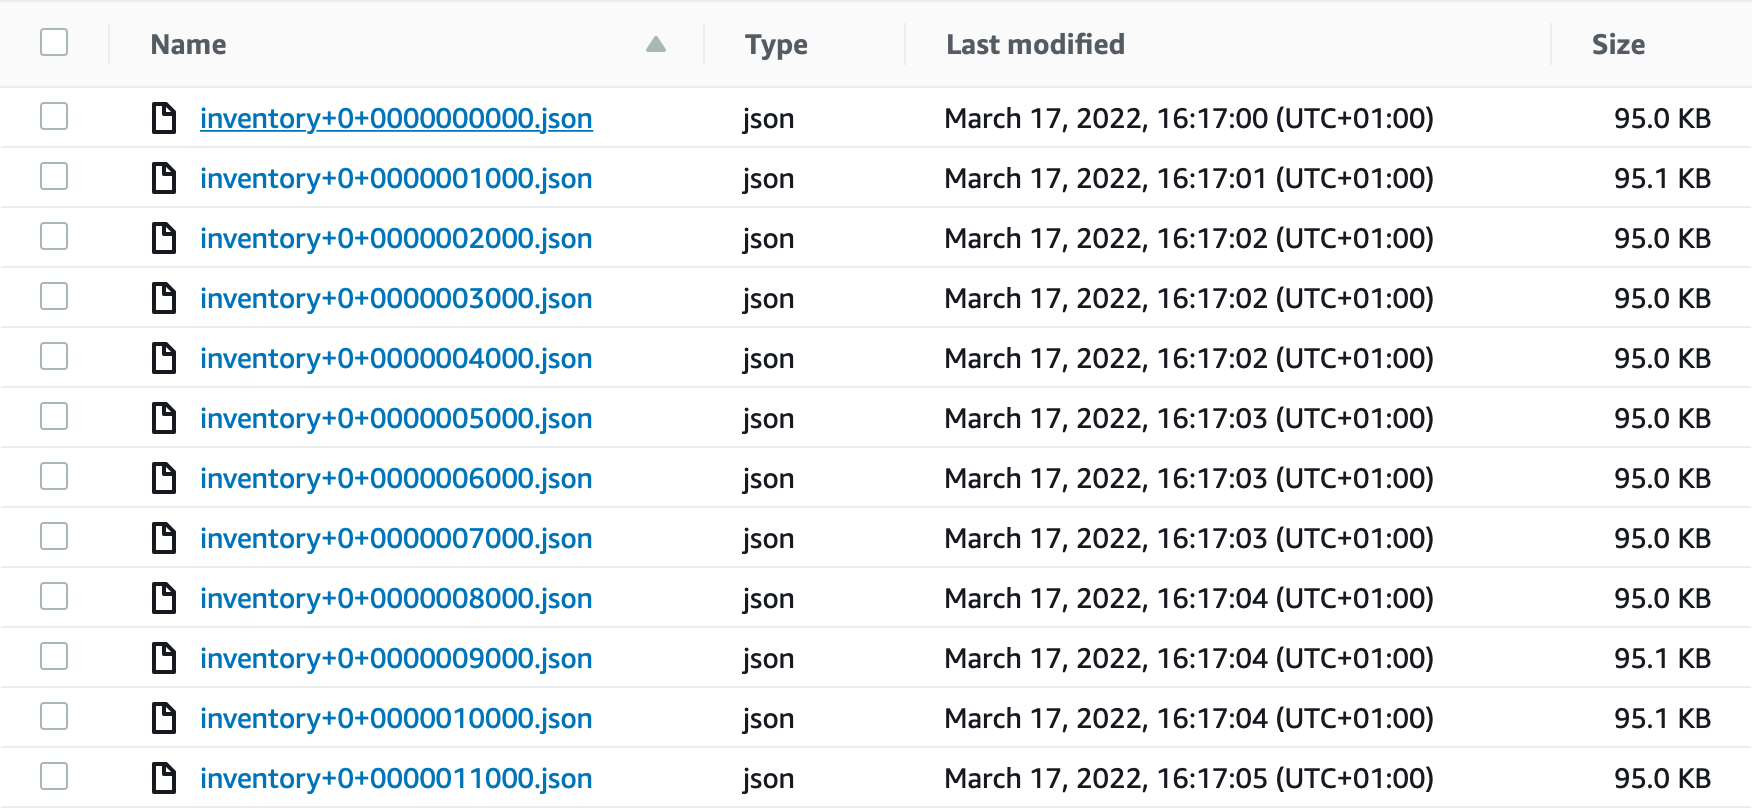 Name Type Last modified Size
inventory+0+0000000000.json json March 17, 2022, 16:17:00 (UTC+01:00) 95.0 KB
inventory+0+0000001000.json json March 17, 2022, 16:17:01 (UTC+01:00) 95.1 KB
inventory+0+0000002000.json json March 17, 2022, 16:17:02 (UTC+01:00) 95.0 KB
inventory+0+0000003000.json json March 17, 2022, 16:17:02 (UTC+01:00) 95.0 KB
inventory+0+0000004000.json json March 17, 2022, 16:17:02 (UTC+01:00) 95.0 KB
inventory+0+0000005000.json json March 17, 2022, 16:17:03 (UTC+01:00) 95.0 KB
inventory+0+0000006000.json json March 17, 2022, 16:17:03 (UTC+01:00) 95.0 KB
inventory+0+0000007000.json json March 17, 2022, 16:17:03 (UTC+01:00) 95.0 KB
inventory+0+0000008000.json json March 17, 2022, 16:17:04 (UTC+01:00) 95.0 KB
inventory+0+0000009000.json json March 17, 2022, 16:17:04 (UTC+01:00) 95.1 KB
inventory+0+0000010000.json json March 17, 2022, 16:17:04 (UTC+01:00) 95.1 KB
inventory+0+0000011000.json json March 17, 2022, 16:17:05 (UTC+01:00) 95.0 KB